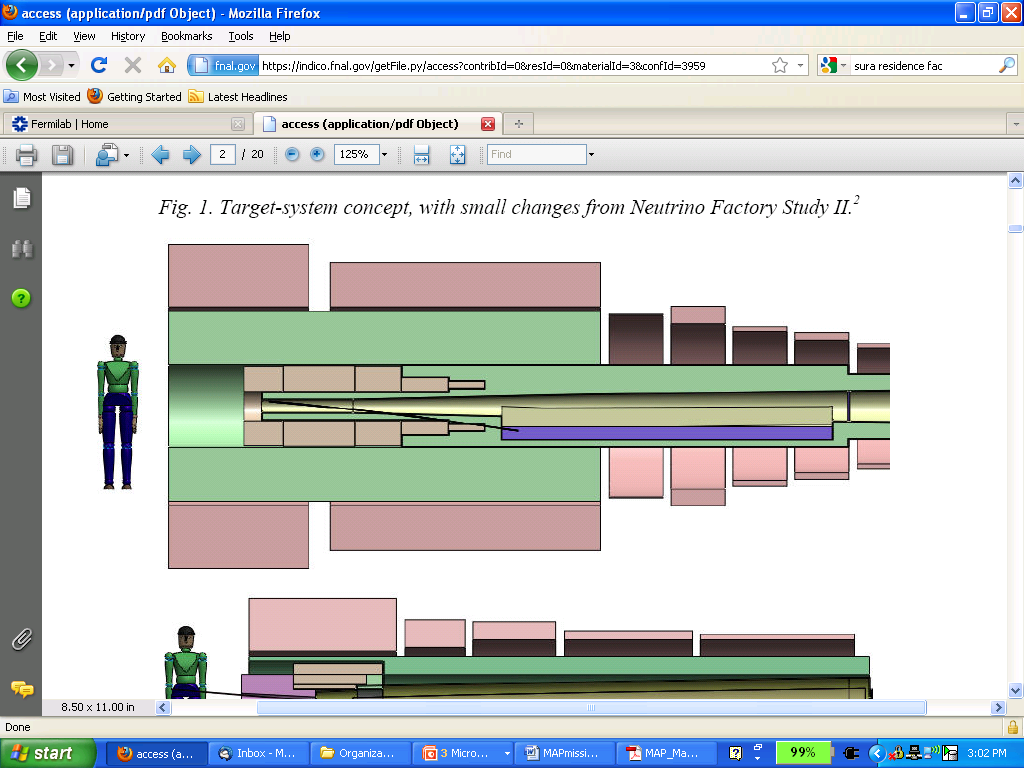 access (application/pdf Object) - Mozilla Firefox
File Edit View History Bookmarks Tools Help
fnal.gov https://indico.fnal.gov/getFile.py/access?contribId=0&resId=0&materialId=3&confId=3959 sura residence fac
Most Visited Getting Started Latest Headlines
Fermilab | Home access (application/pdf Object)
2 / 20 125% Find
Fig. 1. Target-system concept, with small changes from Neutrino Factory Study II.2
8.50 x 11.00 in
Done
start access (a... Inbox - M... Organiza... 3 Micro... MAPmissi... MAP_Ma... 99% 3:02 PM